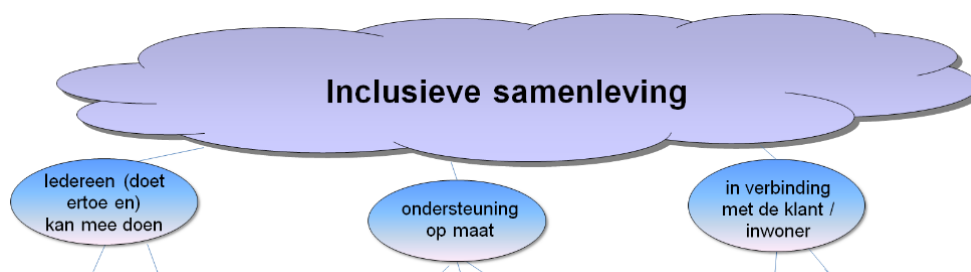 Inclusieve samenleving
Iedereen (doet
ertoe en)
kan mee doen
ondersteuning
op maat
in verbinding
met de klant /
inwoner